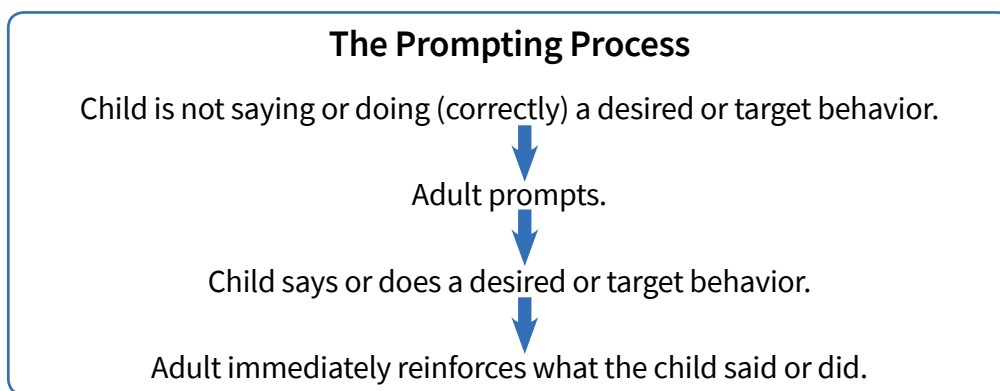 The Prompting Process
Child is not saying or doing (correctly) a desired or target behavior.
Adult prompts.
Child says or does a desired or target behavior.
Adult immediately reinforces what the child said or did.